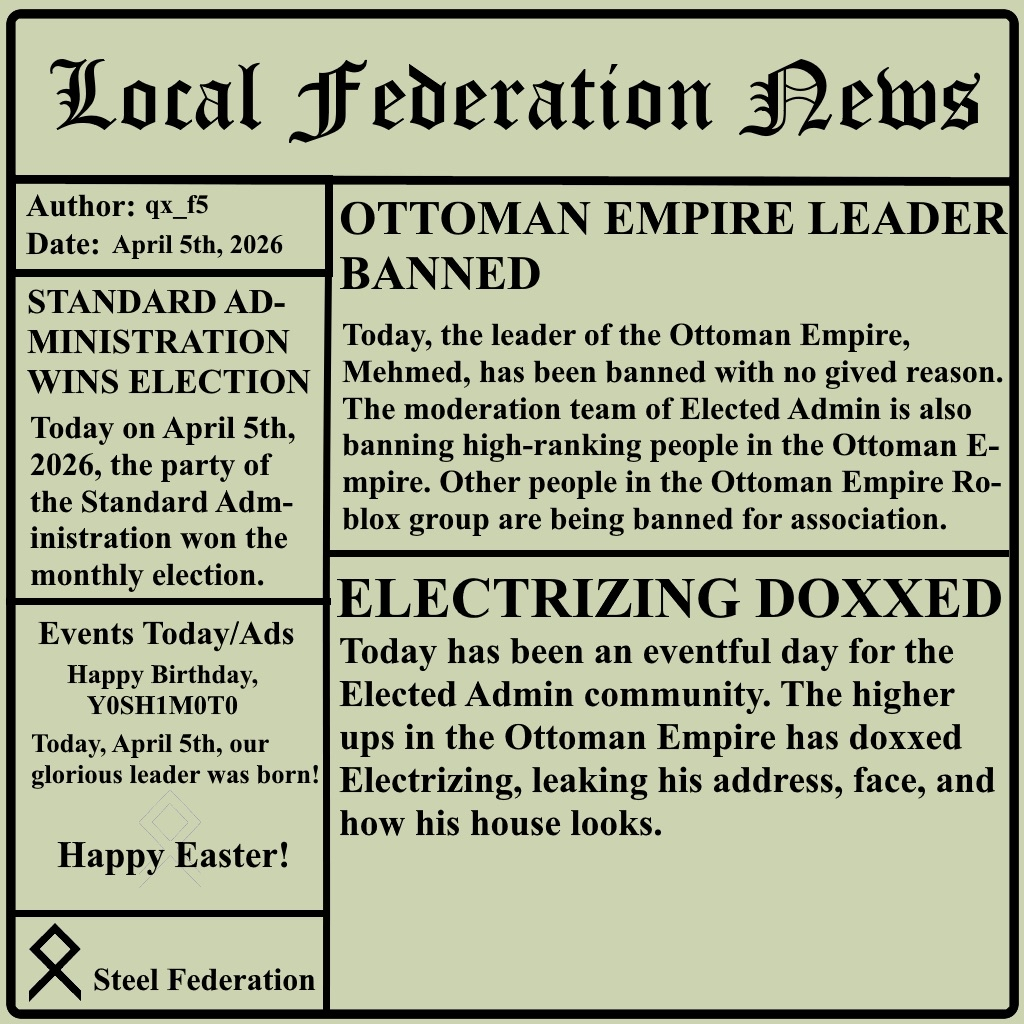 Local Federation News
Author: qx_f5
Date: April 5th, 2026
STANDARD AD-
MINISTRATION
WINS ELECTION
Today on April 5th,
2026, the party of
the Standard Adm-
inistration won the
monthly election.
Events Today/Ads
Happy Birthday,
Y0SH1M0T0
Today, April 5th, our
glorious leader was born!
Happy Easter!
Steel Federation
OTTOMAN EMPIRE LEADER
BANNED
Today, the leader of the Ottoman Empire,
Mehmed, has been banned with no gived reason.
The moderation team of Elected Admin is also
banning high-ranking people in the Ottoman E-
mpire. Other people in the Ottoman Empire Ro-
blox group are being banned for association.
ELECTRIZING DOXXED
Today has been an eventful day for the
Elected Admin community. The higher
ups in the Ottoman Empire has doxxed
Electrizing, leaking his address, face, and
how his house looks.